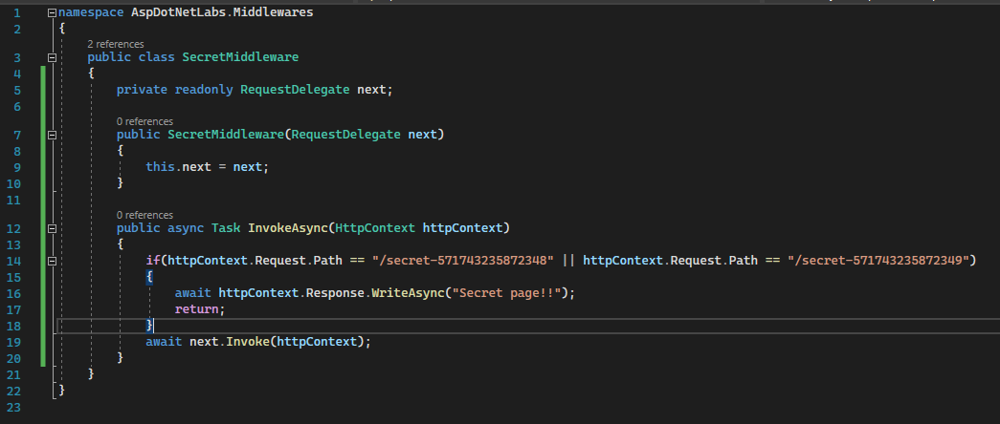 1 namespace AspDotNetLabs.Middlewares
2 {
2 references
3 public class SecretMiddleware
4 {
5 private readonly RequestDelegate next;
6
0 references
7 public SecretMiddleware(RequestDelegate next)
8 {
9 this.next = next;
10 }
11
0 references
12 public async Task InvokeAsync(HttpContext httpContext)
13 {
14 if(httpContext.Request.Path == "/secret-571743235872348" || httpContext.Request.Path == "/secret-571743235872349")
15 {
16 await httpContext.Response.WriteAsync("Secret page!!");
17 return;
18 }
19 await next.Invoke(httpContext);
20 }
21 }
22 }
23